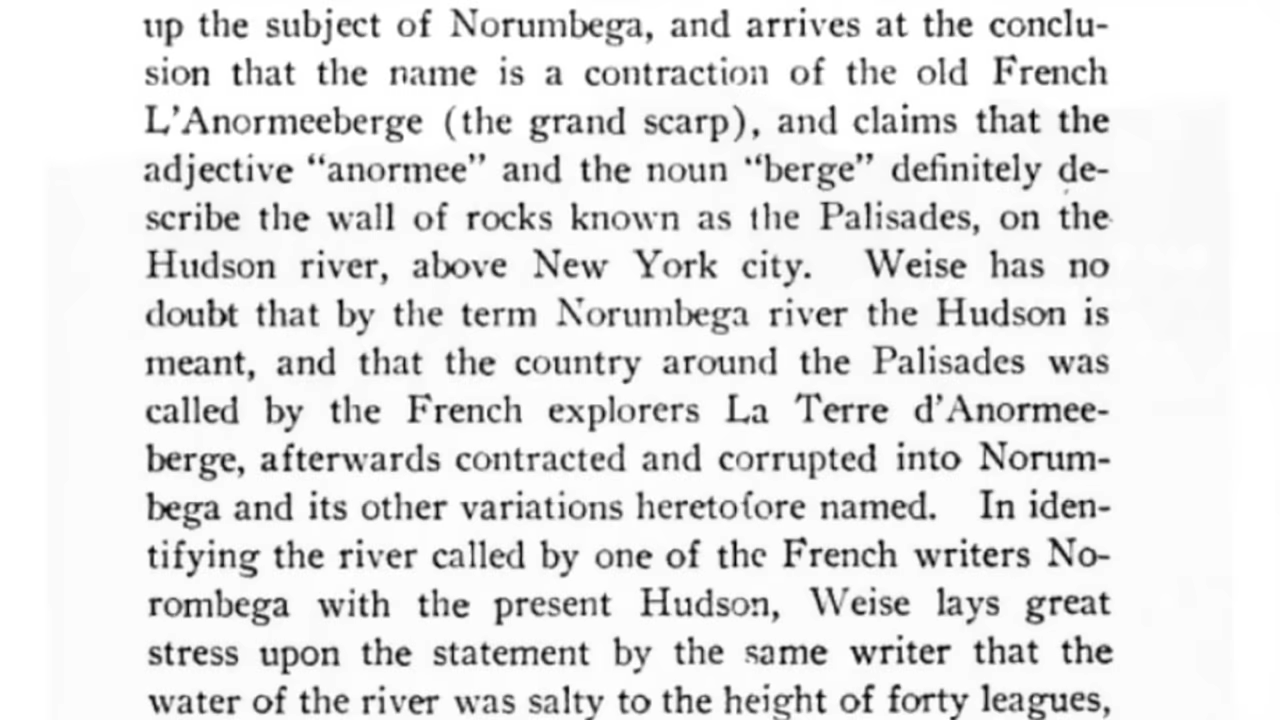 up the subject of Norumbega, and arrives at the conclu-
sion that the name is a contraction of the old French
L’Anormeeberge (the grand scarp), and claims that the
adjective “anormee” and the noun “berge” definitely de-
scribe the wall of rocks known as the Palisades, on the
Hudson river, above New York city. Weise has no
doubt that by the term Norumbega river the Hudson is
meant, and that the country around the Palisades was
called by the French explorers La Terre d’Anormee-
berge, afterwards contracted and corrupted into Norum-
bega and its other variations heretofore named. In iden-
tifying the river called by one of the French writers No-
rombega with the present Hudson, Weise lays great
stress upon the statement by the same writer that the
water of the river was salty to the height of forty leagues,